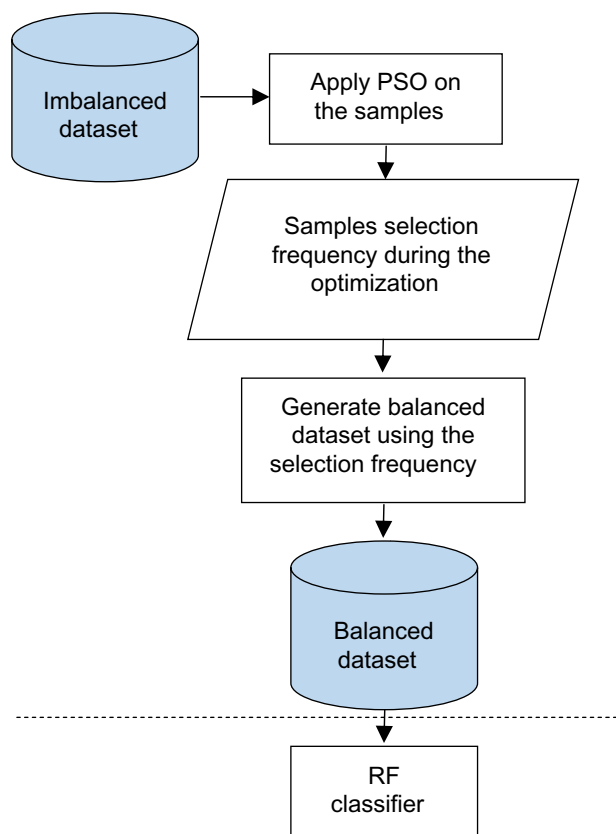 Imbalanced
dataset
Apply PSO on
the samples
Samples selection
frequency during the
optimization
Generate balanced
dataset using the
selection frequency
Balanced
dataset
RF
classifier